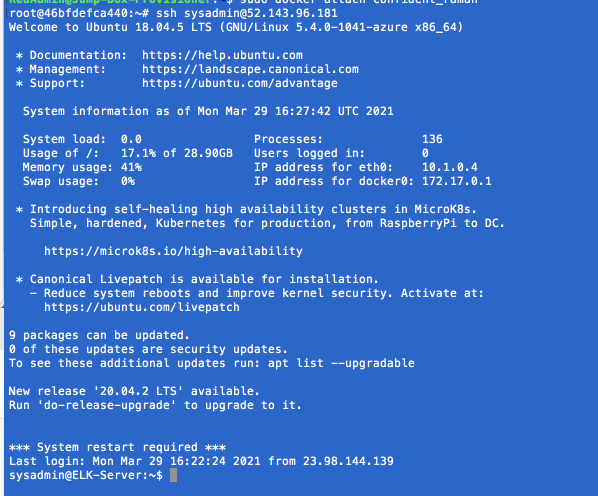 RedAdmin@Jump-Box-Provisioner:~$ sudo docker attach confident_raman
root@46bfdefca440:~# ssh sysadmin@52.143.96.181
Welcome to Ubuntu 18.04.5 LTS (GNU/Linux 5.4.0-1041-azure x86_64)

 * Documentation:  https://help.ubuntu.com
 * Management:     https://landscape.canonical.com
 * Support:        https://ubuntu.com/advantage

  System information as of Mon Mar 29 16:27:42 UTC 2021

  System load:  0.0                Processes:              136
  Usage of /:   17.1% of 28.90GB   Users logged in:        0
  Memory usage: 41%                IP address for eth0:    10.1.0.4
  Swap usage:   0%                 IP address for docker0: 172.17.0.1

 * Introducing self-healing high availability clusters in MicroK8s.
   Simple, hardened, Kubernetes for production, from RaspberryPi to DC.

     https://microk8s.io/high-availability

 * Canonical Livepatch is available for installation.
   - Reduce system reboots and improve kernel security. Activate at:
     https://ubuntu.com/livepatch

9 packages can be updated.
0 of these updates are security updates.
To see these additional updates run: apt list --upgradable

New release '20.04.2 LTS' available.
Run 'do-release-upgrade' to upgrade to it.

*** System restart required ***
Last login: Mon Mar 29 16:22:24 2021 from 23.98.144.139
sysadmin@ELK-Server:~$